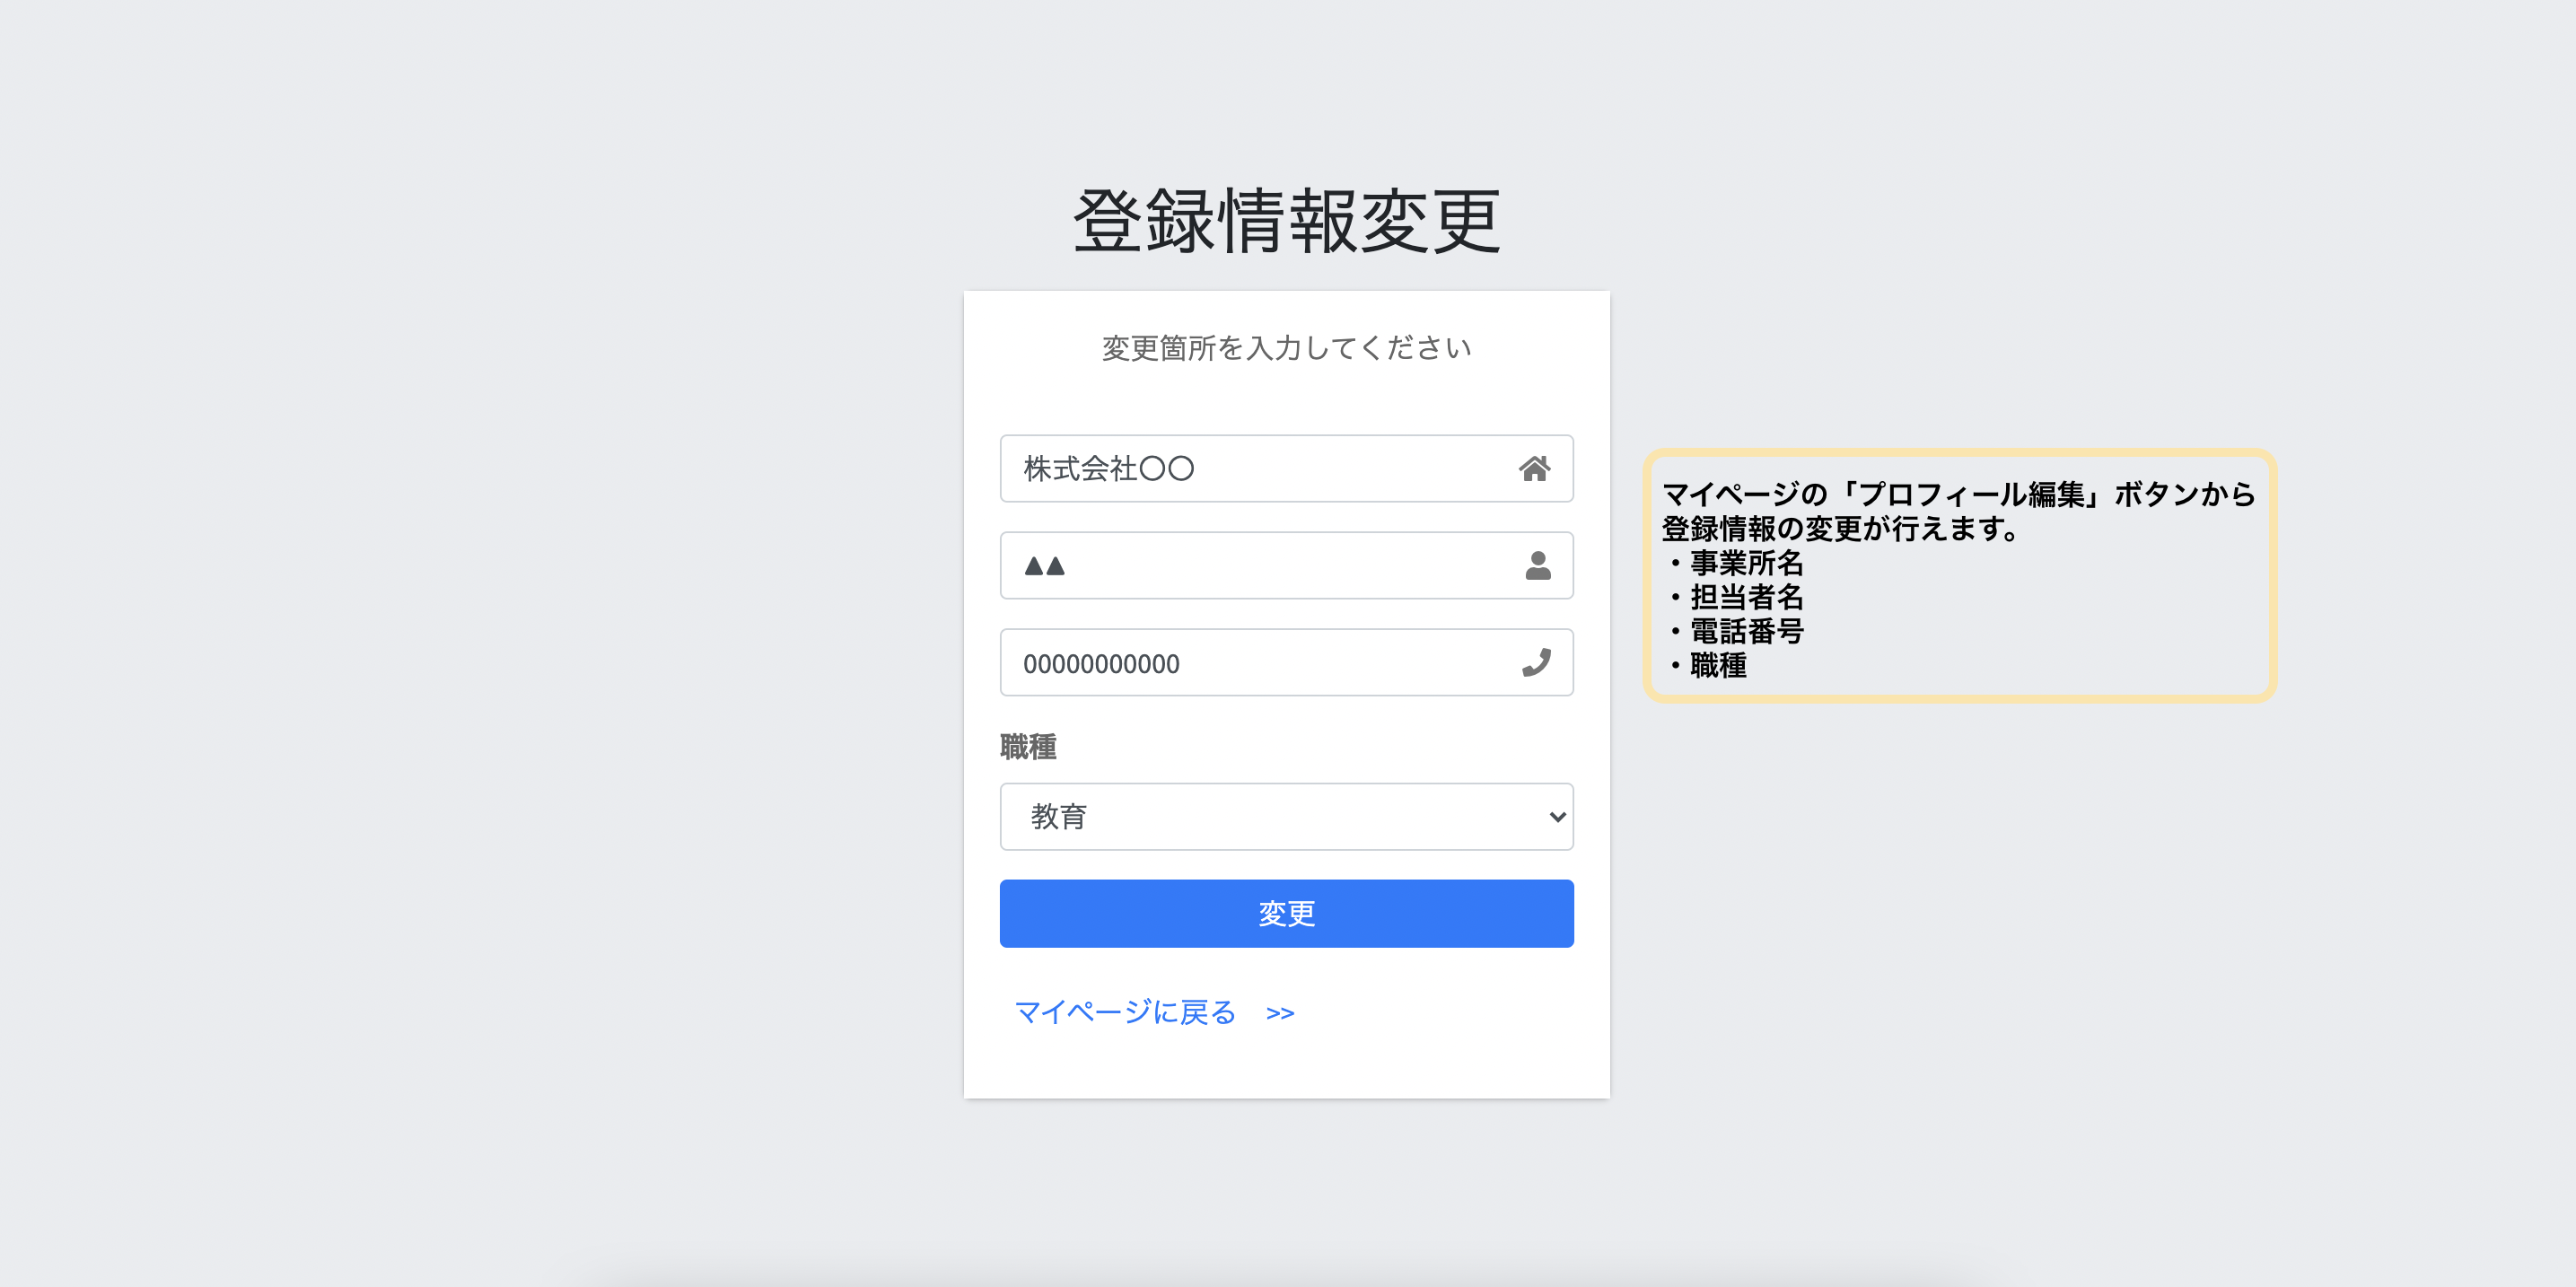 登録情報変更
変更箇所を入力してください
株式会社〇〇
▲▲
00000000000
職種
教育
変更
マイページに戻る　>>
マイページの「プロフィール編集」ボタンから
登録情報の変更が行えます。
・事業所名
・担当者名
・電話番号
・職種